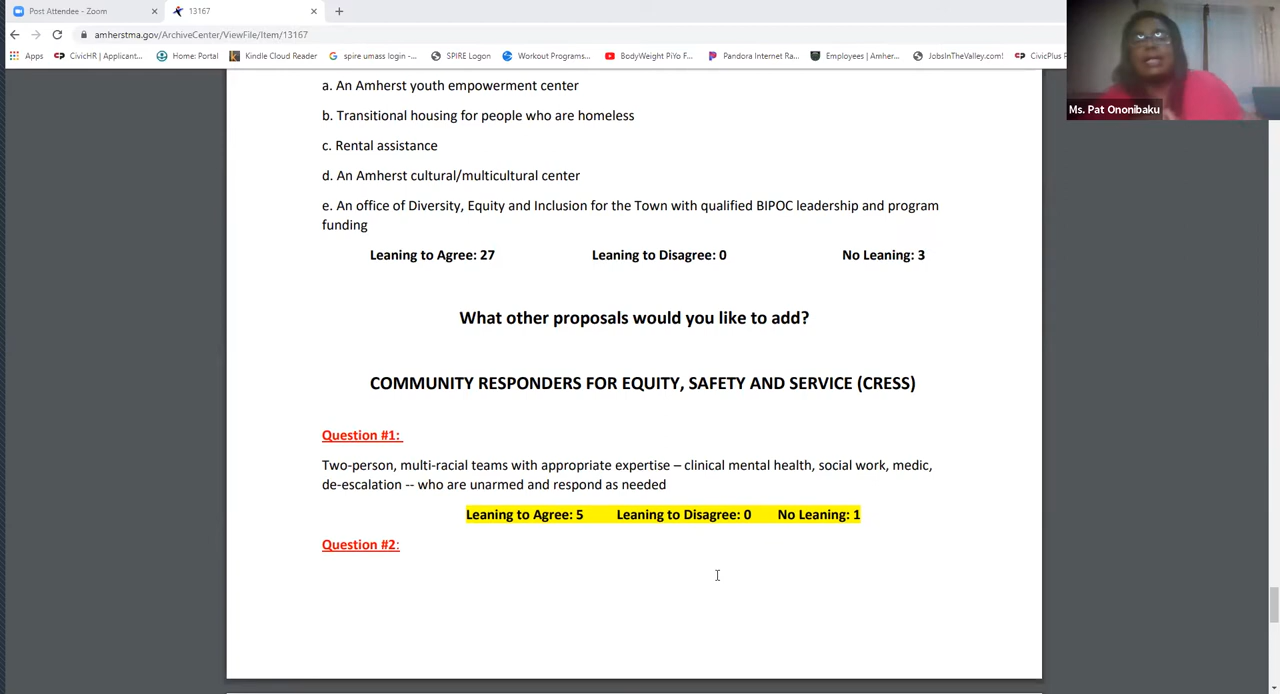 Post Attendee - Zoom
13167
amherstma.gov/ArchiveCenter/ViewFile/Item/13167
Apps CivicHR | Applicant... Home: Portal Kindle Cloud Reader spire umass login -... SPIRE Logon Workout Programs... BodyWeight PiYo F... Pandora Internet Ra... Employees | Amher... JobsInTheValley.com! CivicPlus P
Ms. Pat Ononibaku
a. An Amherst youth empowerment center
b. Transitional housing for people who are homeless
c. Rental assistance
d. An Amherst cultural/multicultural center
e. An office of Diversity, Equity and Inclusion for the Town with qualified BIPOC leadership and program
funding
Leaning to Agree: 27 Leaning to Disagree: 0 No Leaning: 3
What other proposals would you like to add?
COMMUNITY RESPONDERS FOR EQUITY, SAFETY AND SERVICE (CRESS)
Question #1:
Two-person, multi-racial teams with appropriate expertise – clinical mental health, social work, medic,
de-escalation -- who are unarmed and respond as needed
Leaning to Agree: 5 Leaning to Disagree: 0 No Leaning: 1
Question #2: